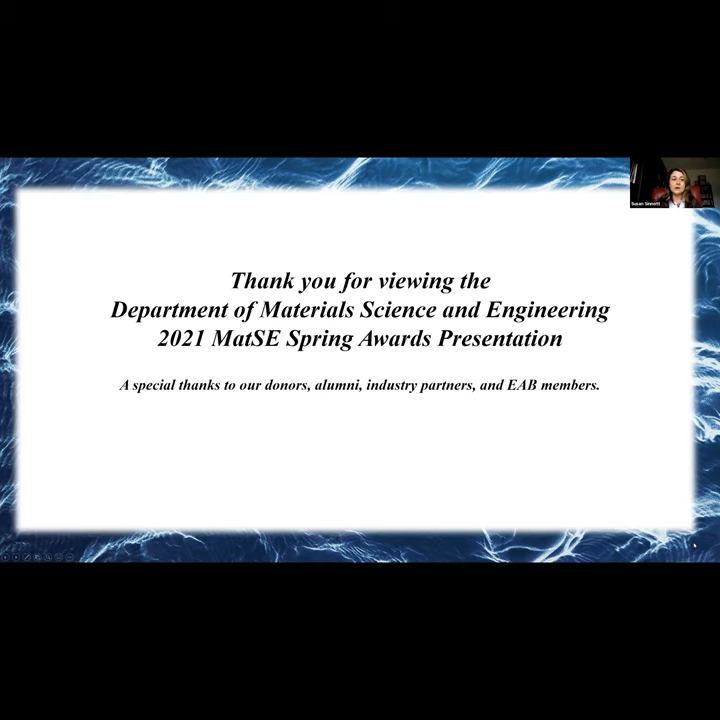 Susan Sinnott
Thank you for viewing the
Department of Materials Science and Engineering
2021 MatSE Spring Awards Presentation
A special thanks to our donors, alumni, industry partners, and EAB members.